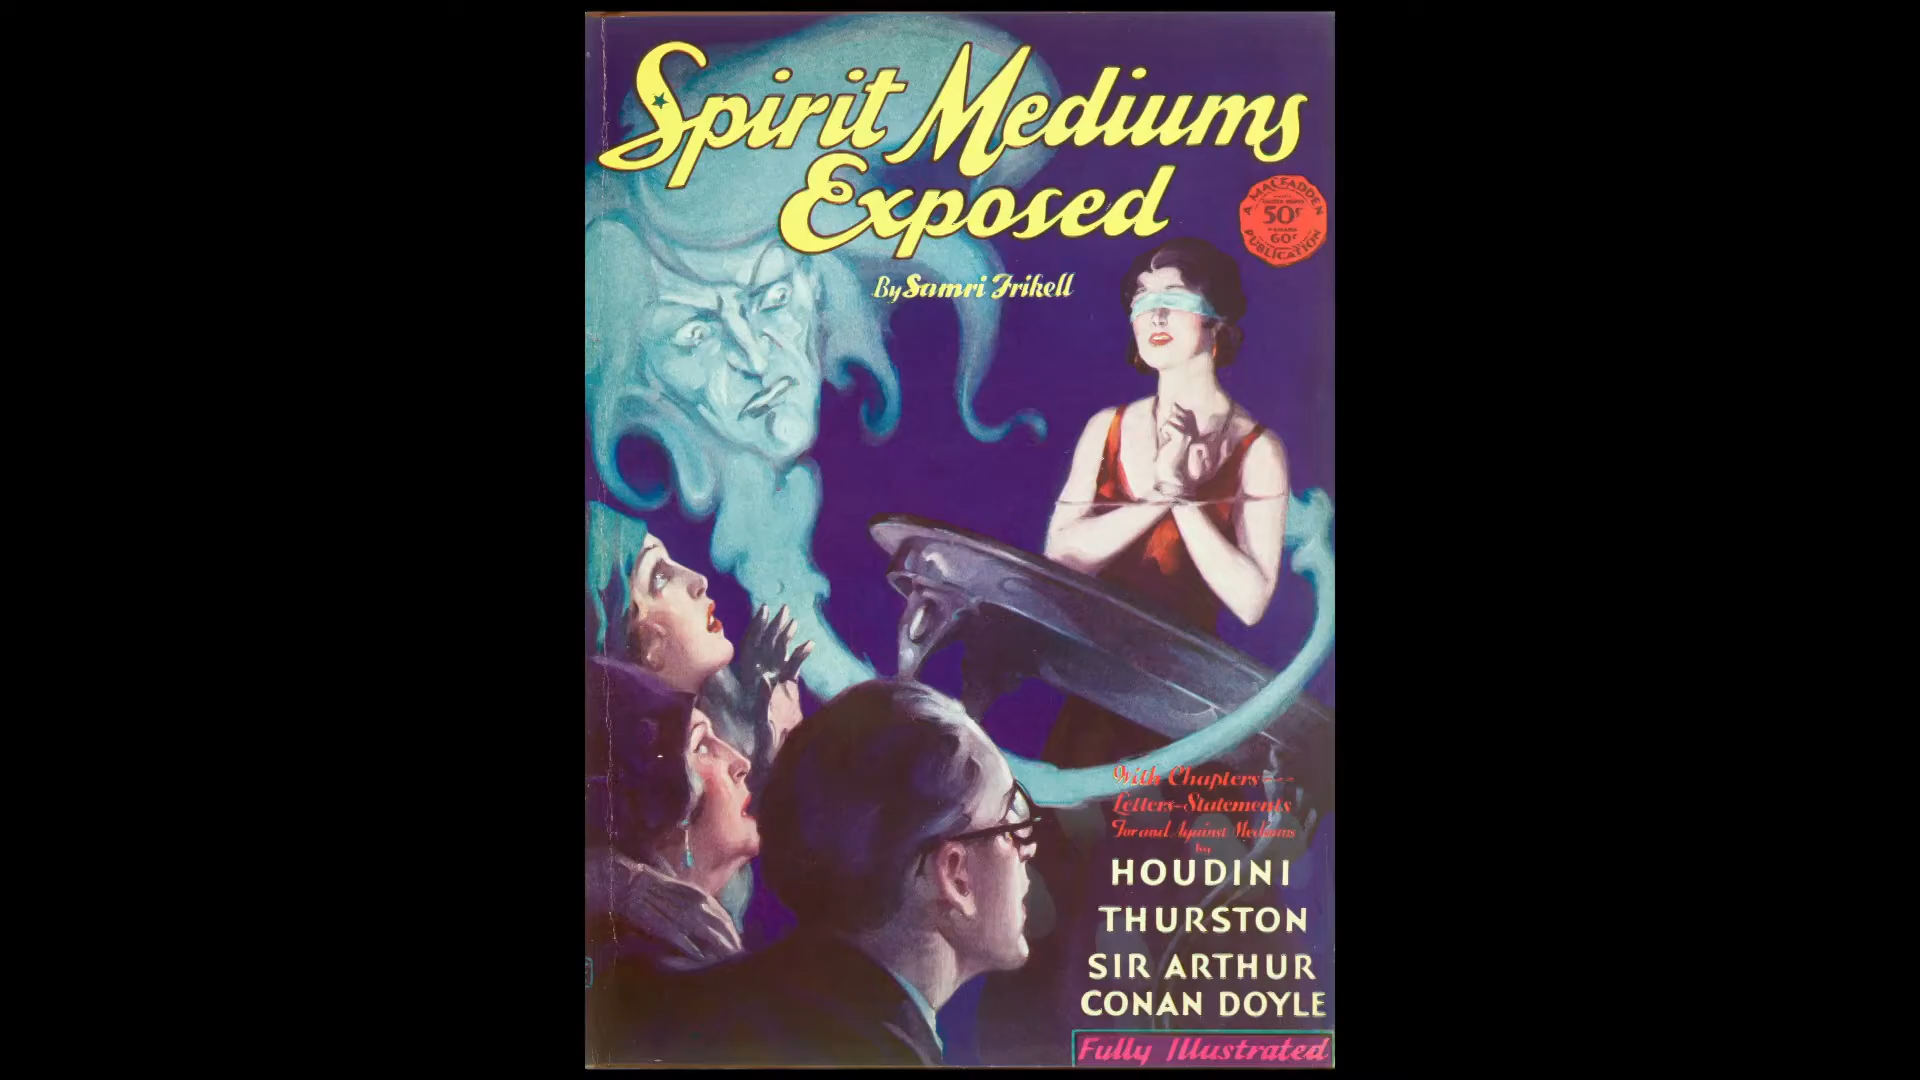 Spirit Mediums
Exposed
By Samri Frikell
A MACFADDEN
50¢
60¢
PUBLICATION
With Chapters—
Letters-Statements
For and Against Mediums
by
HOUDINI
THURSTON
SIR ARTHUR
CONAN DOYLE
Fully Illustrated